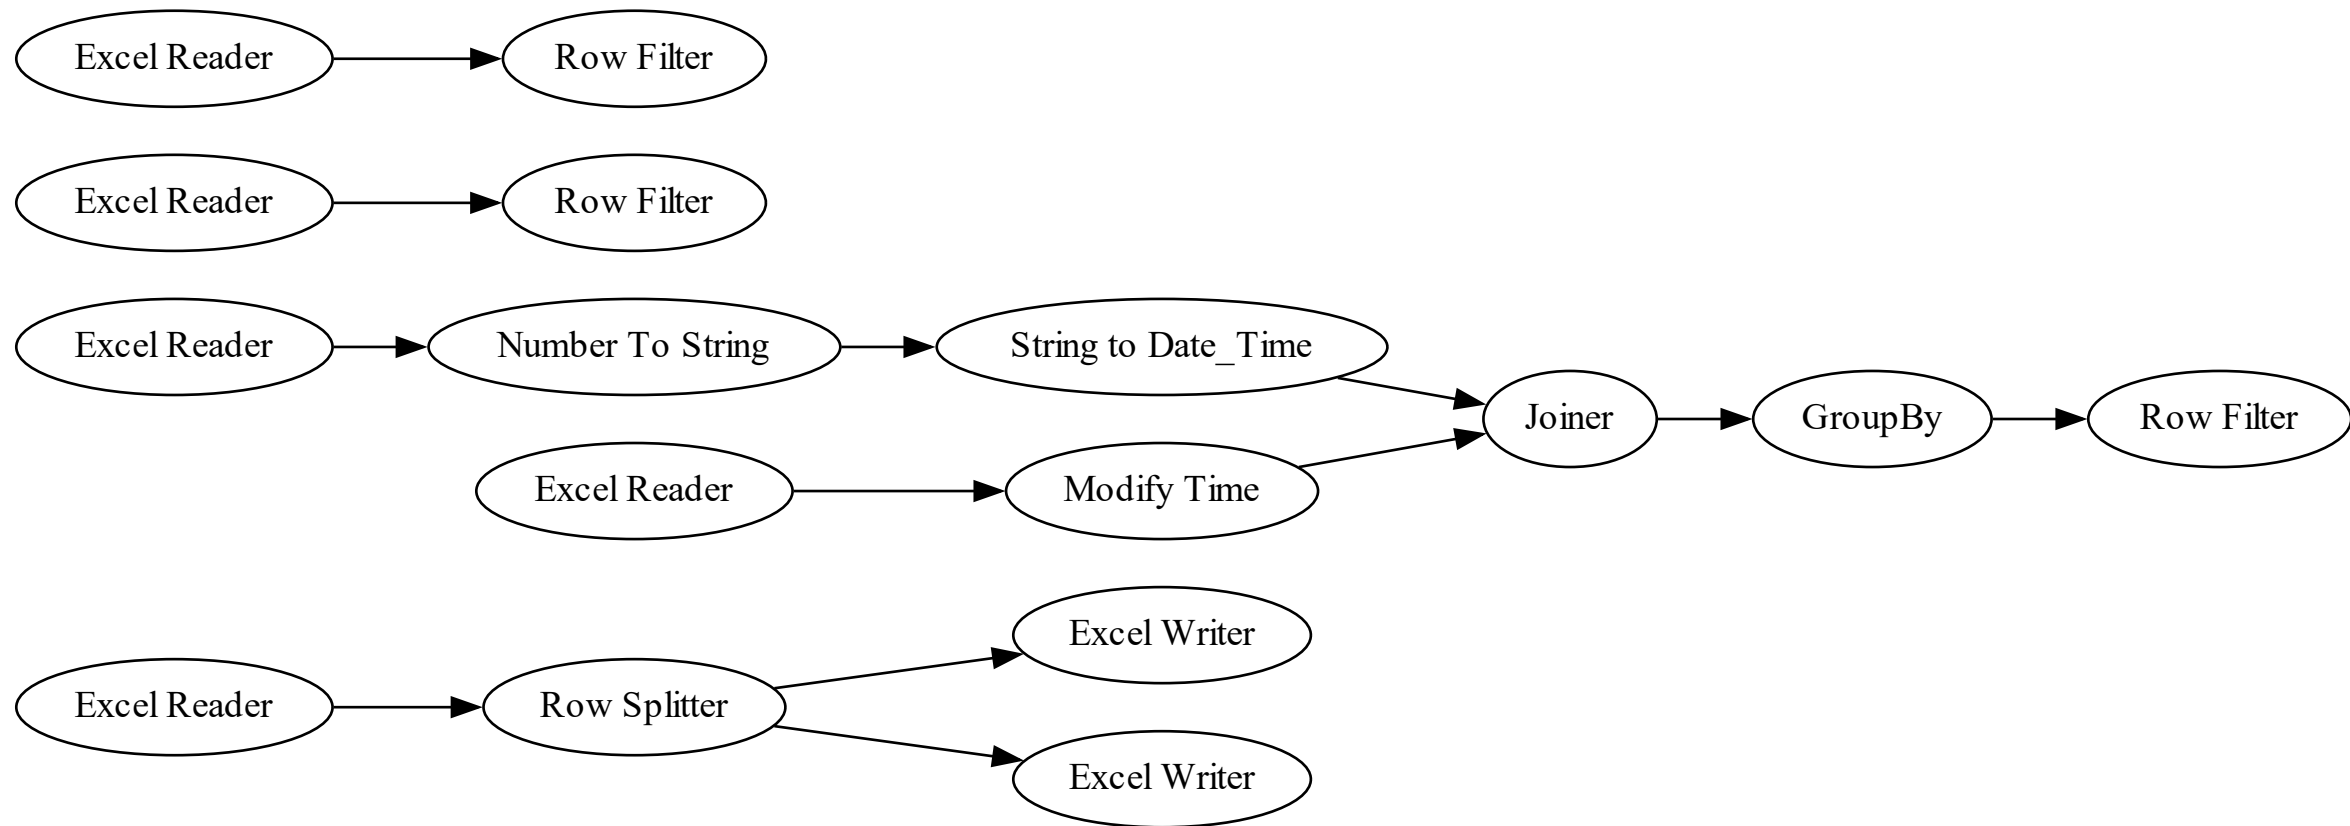 Excel Reader
Row Filter
Excel Reader
Row Filter
Excel Reader
Number To String
String to Date_Time
Excel Reader
Modify Time
Joiner
GroupBy
Row Filter
Excel Reader
Row Splitter
Excel Writer
Excel Writer